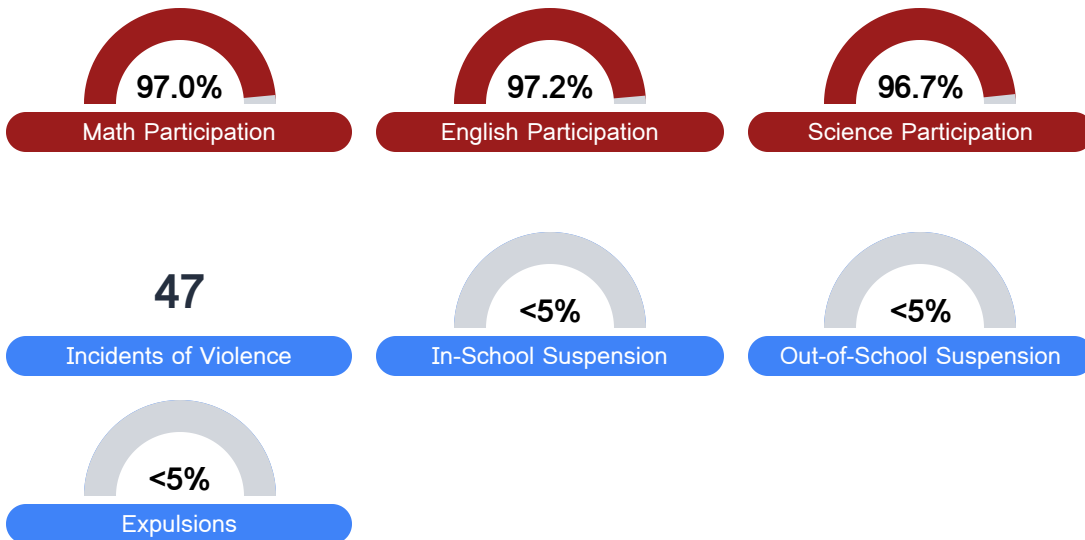 97.0%
Math Participation
97.2%
English Participation
96.7%
Science Participation
47
Incidents of Violence
<5%
In-School Suspension
<5%
Out-of-School Suspension
<5%
Expulsions